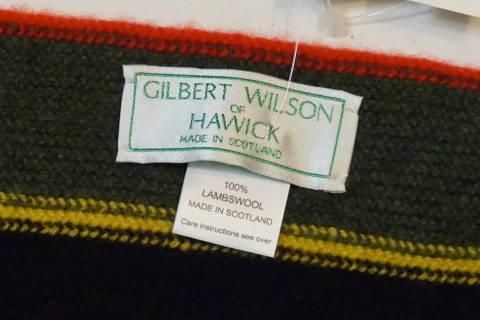 GILBERT WILSON
OF
HAWICK
MADE IN SCOTLAND
100%
LAMBSWOOL
MADE IN SCOTLAND
Care instructions see over